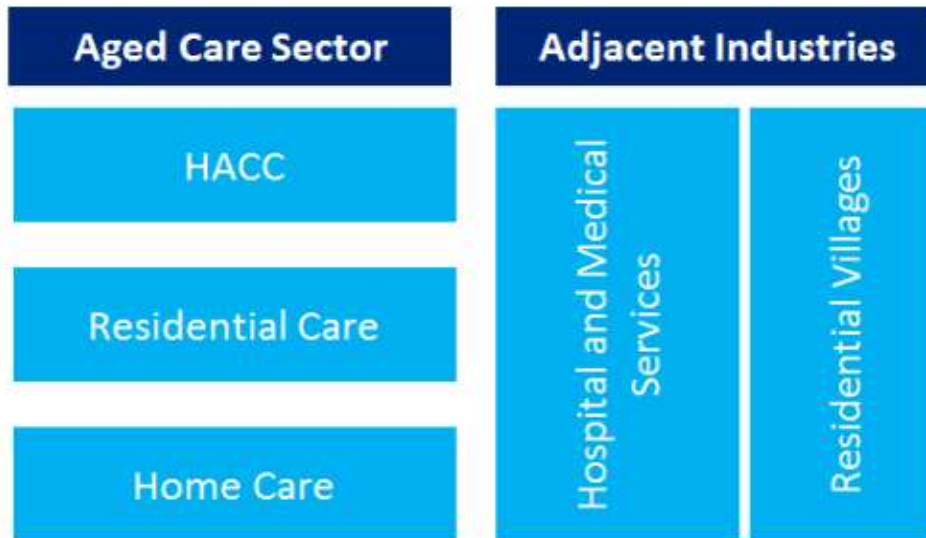 Aged Care Sector
HACC
Residential Care
Home Care
Adjacent Industries
Hospital and Medical
Services
Residential Villages